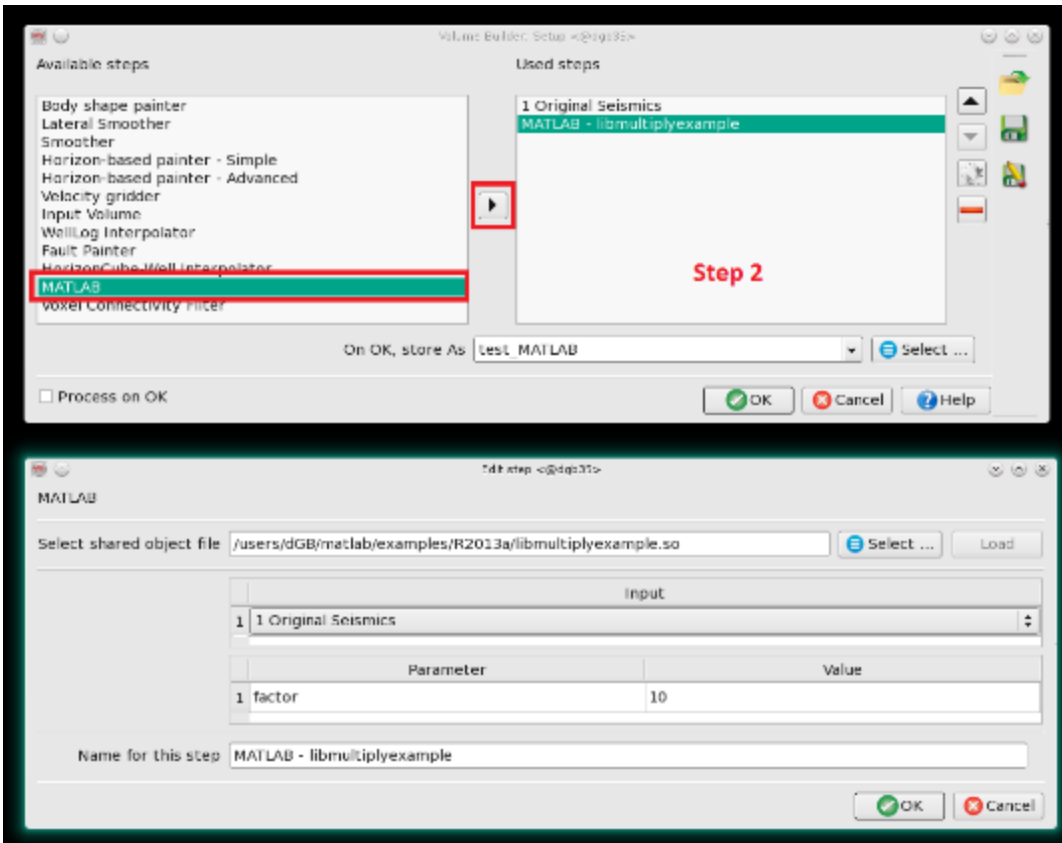 Volume Builder: Setup <@dgb35>
Available steps
Used steps
Body shape painter
Lateral Smoother
Smoother
Horizon-based painter - Simple
Horizon-based painter - Advanced
Velocity gridder
Input Volume
WellLog Interpolator
Fault Painter
HorizonCube-Well Interpolator
MATLAB
Voxel Connectivity Filter
1 Original Seismics
MATLAB - libmultiplyexample
Step 2
On OK, store As test_MATLAB Select ...
Process on OK
OK Cancel Help
Edit step <@dgb35>
MATLAB
Select shared object file /users/dGB/matlab/examples/R2013a/libmultiplyexample.so Select ... Load
Input
1 1 Original Seismics
Parameter Value
1 factor 10
Name for this step MATLAB - libmultiplyexample
OK Cancel